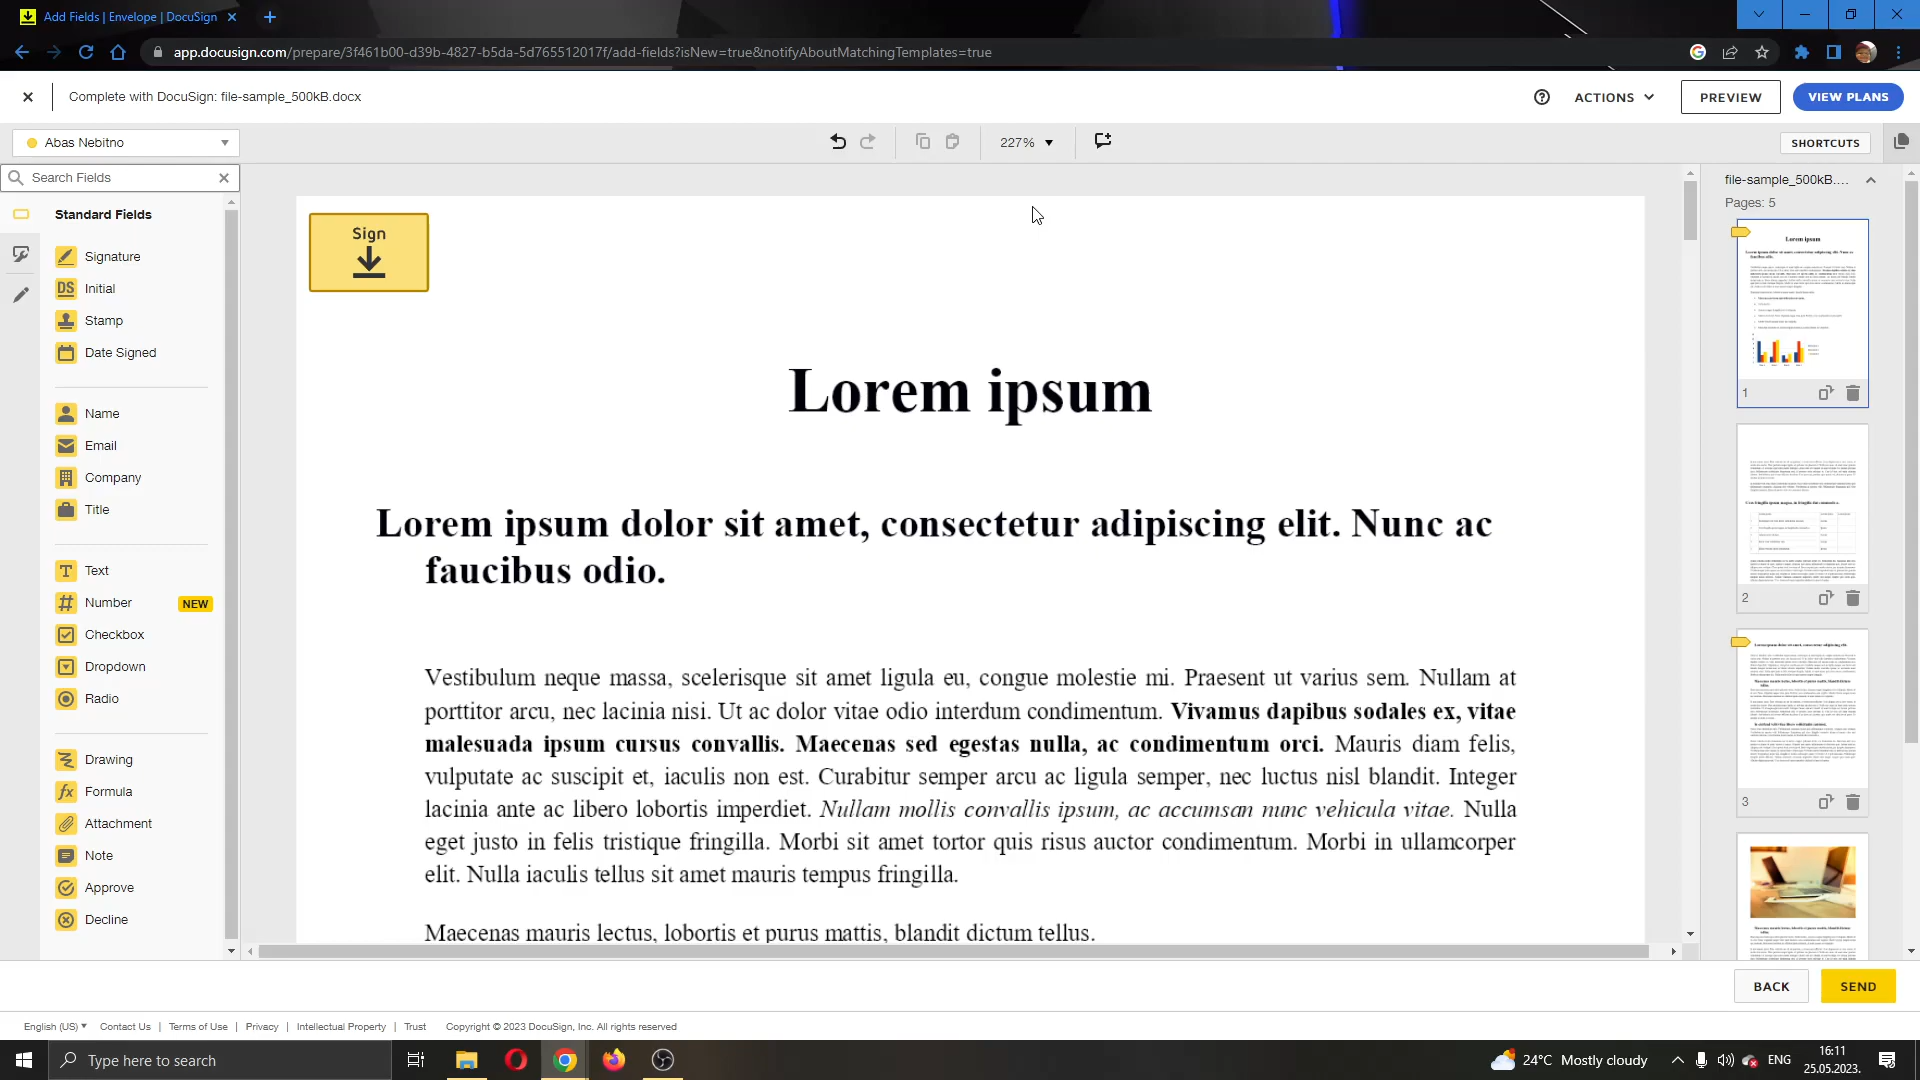 Add Fields | Envelope | DocuSign
app.docusign.com/prepare/3f461b00-d39b-4827-b5da-5d765512017f/add-fields?isNew=true&notifyAboutMatchingTemplates=true
Complete with DocuSign: file-sample_500kB.docx
ACTIONS
PREVIEW
VIEW PLANS
Abas Nebitno
227%
SHORTCUTS
Search Fields
Standard Fields
Signature
DS Initial
Stamp
Date Signed
Name
Email
Company
Title
Text
Number NEW
Checkbox
Dropdown
Radio
Drawing
Formula
Attachment
Note
Approve
Decline
Sign
Lorem ipsum
Lorem ipsum dolor sit amet, consectetur adipiscing elit. Nunc ac
faucibus odio.
Vestibulum neque massa, scelerisque sit amet ligula eu, congue molestie mi. Praesent ut varius sem. Nullam at
porttitor arcu, nec lacinia nisi. Ut ac dolor vitae odio interdum condimentum. Vivamus dapibus sodales ex, vitae
malesuada ipsum cursus convallis. Maecenas sed egestas nulla, ac condimentum orci. Mauris diam felis,
vulputate ac suscipit et, iaculis non est. Curabitur semper arcu ac ligula semper, nec luctus nisl blandit. Integer
lacinia ante ac libero lobortis imperdiet. Nullam mollis convallis ipsum, ac accumsan nunc vehicula vitae. Nulla
eget justo in felis tristique fringilla. Morbi sit amet tortor quis risus auctor condimentum. Morbi in ullamcorper
elit. Nulla iaculis tellus sit amet mauris tempus fringilla.
Maecenas mauris lectus, lobortis et purus mattis, blandit dictum tellus.
file-sample_500kB....
Pages: 5
Lorem ipsum
1
2
3
BACK
SEND
English (US) Contact Us | Terms of Use | Privacy | Intellectual Property | Trust Copyright © 2023 DocuSign, Inc. All rights reserved
Type here to search
24°C Mostly cloudy
ENG
16:11
25.05.2023.